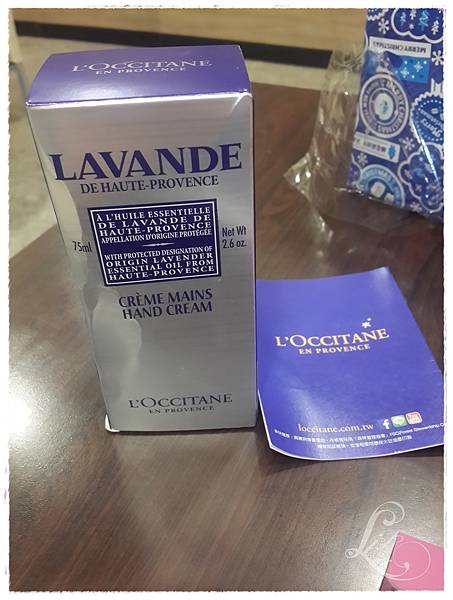 L'OCCITANE
EN PROVENCE
LAVANDE
DE HAUTE-PROVENCE
À L'HUILE ESSENTIELLE
DE LAVANDE DE
HAUTE-PROVENCE
APPELLATION D'ORIGINE PROTÉGÉE
WITH PROTECTED DESIGNATION OF
ORIGIN LAVENDER
ESSENTIAL OIL FROM
HAUTE-PROVENCE
75ml
Net Wt
2.6 oz.
CRÈME MAINS
HAND CREAM
L'OCCITANE
EN PROVENCE
L'OCCITANE
EN PROVENCE
loccitane.com.tw
MERRY CHRISTMAS
MERRY